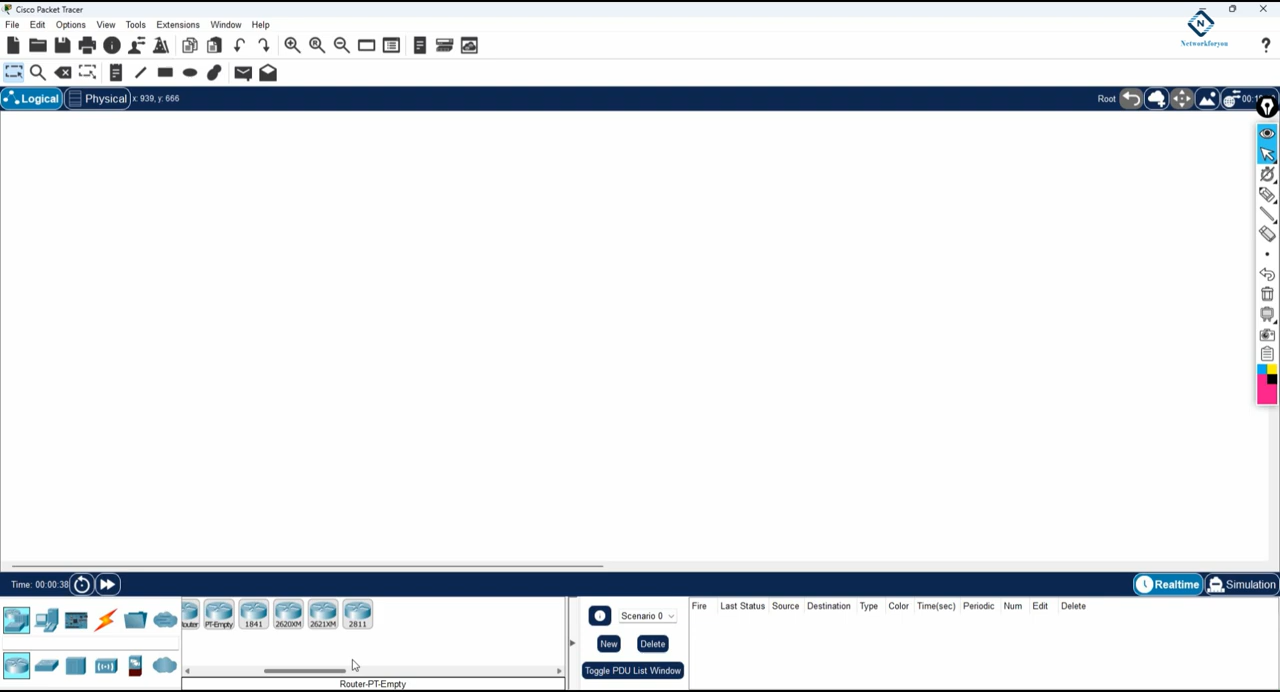 Cisco Packet Tracer
File Edit Options View Tools Extensions Window Help
Networkforyou
?
Logical Physical x: 939, y: 666 Root
Time: 00:00:38 Realtime Simulation
PT-Empty 1841 2620XM 2621XM 2811
Router-PT-Empty
Scenario 0
New Delete
Toggle PDU List Window
Fire Last Status Source Destination Type Color Time(sec) Periodic Num Edit Delete